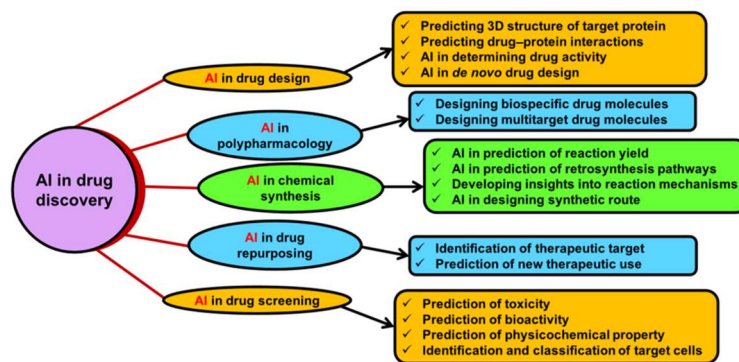 AI in drug
discovery
AI in drug design
✓ Predicting 3D structure of target protein
✓ Predicting drug–protein interactions
✓ AI in determining drug activity
✓ AI in de novo drug design
AI in
polypharmacology
✓ Designing biospecific drug molecules
✓ Designing multitarget drug molecules
AI in chemical
synthesis
✓ AI in prediction of reaction yield
✓ AI in prediction of retrosynthesis pathways
✓ Developing insights into reaction mechanisms
✓ AI in designing synthetic route
AI in drug
repurposing
✓ Identification of therapeutic target
✓ Prediction of new therapeutic use
AI in drug screening
✓ Prediction of toxicity
✓ Prediction of bioactivity
✓ Prediction of physicochemical property
✓ Identification and classification of target cells